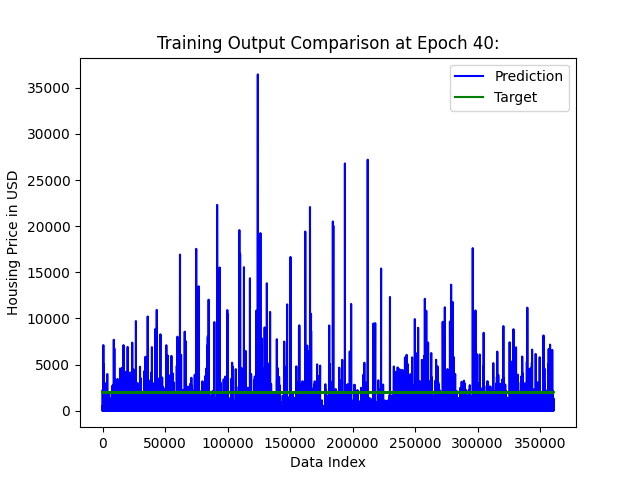 Training Output Comparison at Epoch 40:
Prediction
Target
Housing Price in USD
35000
30000
25000
20000
15000
10000
5000
0
0 50000 100000 150000 200000 250000 300000 350000
Data Index